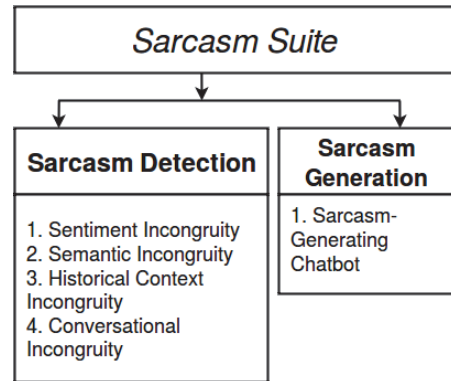 Sarcasm Suite
Sarcasm Detection
1. Sentiment Incongruity
2. Semantic Incongruity
3. Historical Context
Incongruity
4. Conversational
Incongruity
Sarcasm
Generation
1. Sarcasm-
Generating
Chatbot